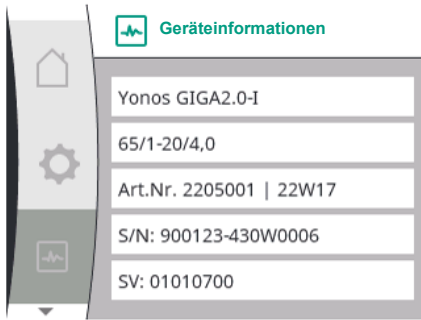 Geräteinformationen
Yonos GIGA2.0-I
65/1-20/4,0
Art.Nr. 2205001 | 22W17
S/N: 900123-430W0006
SV: 01010700